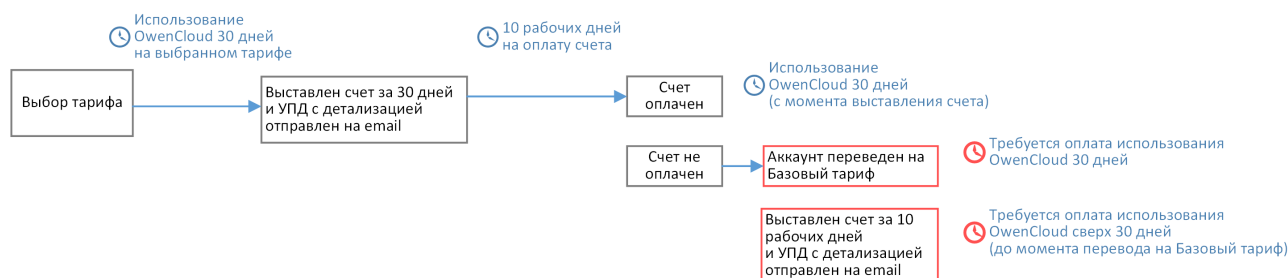 Использование
OwenCloud 30 дней
на выбранном тарифе
10 рабочих дней
на оплату счета
Выбор тарифа
Выставлен счет за 30 дней
и УПД с детализацией
отправлен на email
Счет
оплачен
Использование
OwenCloud 30 дней
(с момента выставления счета)
Счет не
оплачен
Аккаунт переведен на
Базовый тариф
Требуется оплата использования
OwenCloud 30 дней
Выставлен счет за 10
рабочих дней
и УПД с детализацией
отправлен на email
Требуется оплата использования
OwenCloud сверх 30 дней
(до момента перевода на Базовый тариф)